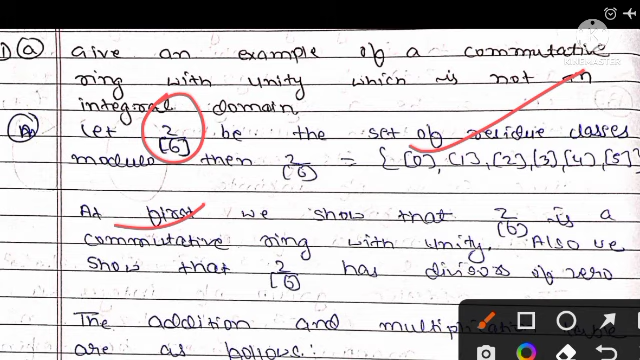 1) a Give an example of a commutative
ring with unity which is not an
integral domain
Let Z/[6] be the set of residue classes
modulo then Z/[6] = {[0], [1], [2], [3], [4], [5]}
At first we show that Z/[6] is a
commutative ring with unity. Also we
show that Z/[6] has divisors of zero
The addition and
are as follows:
KINEMASTER